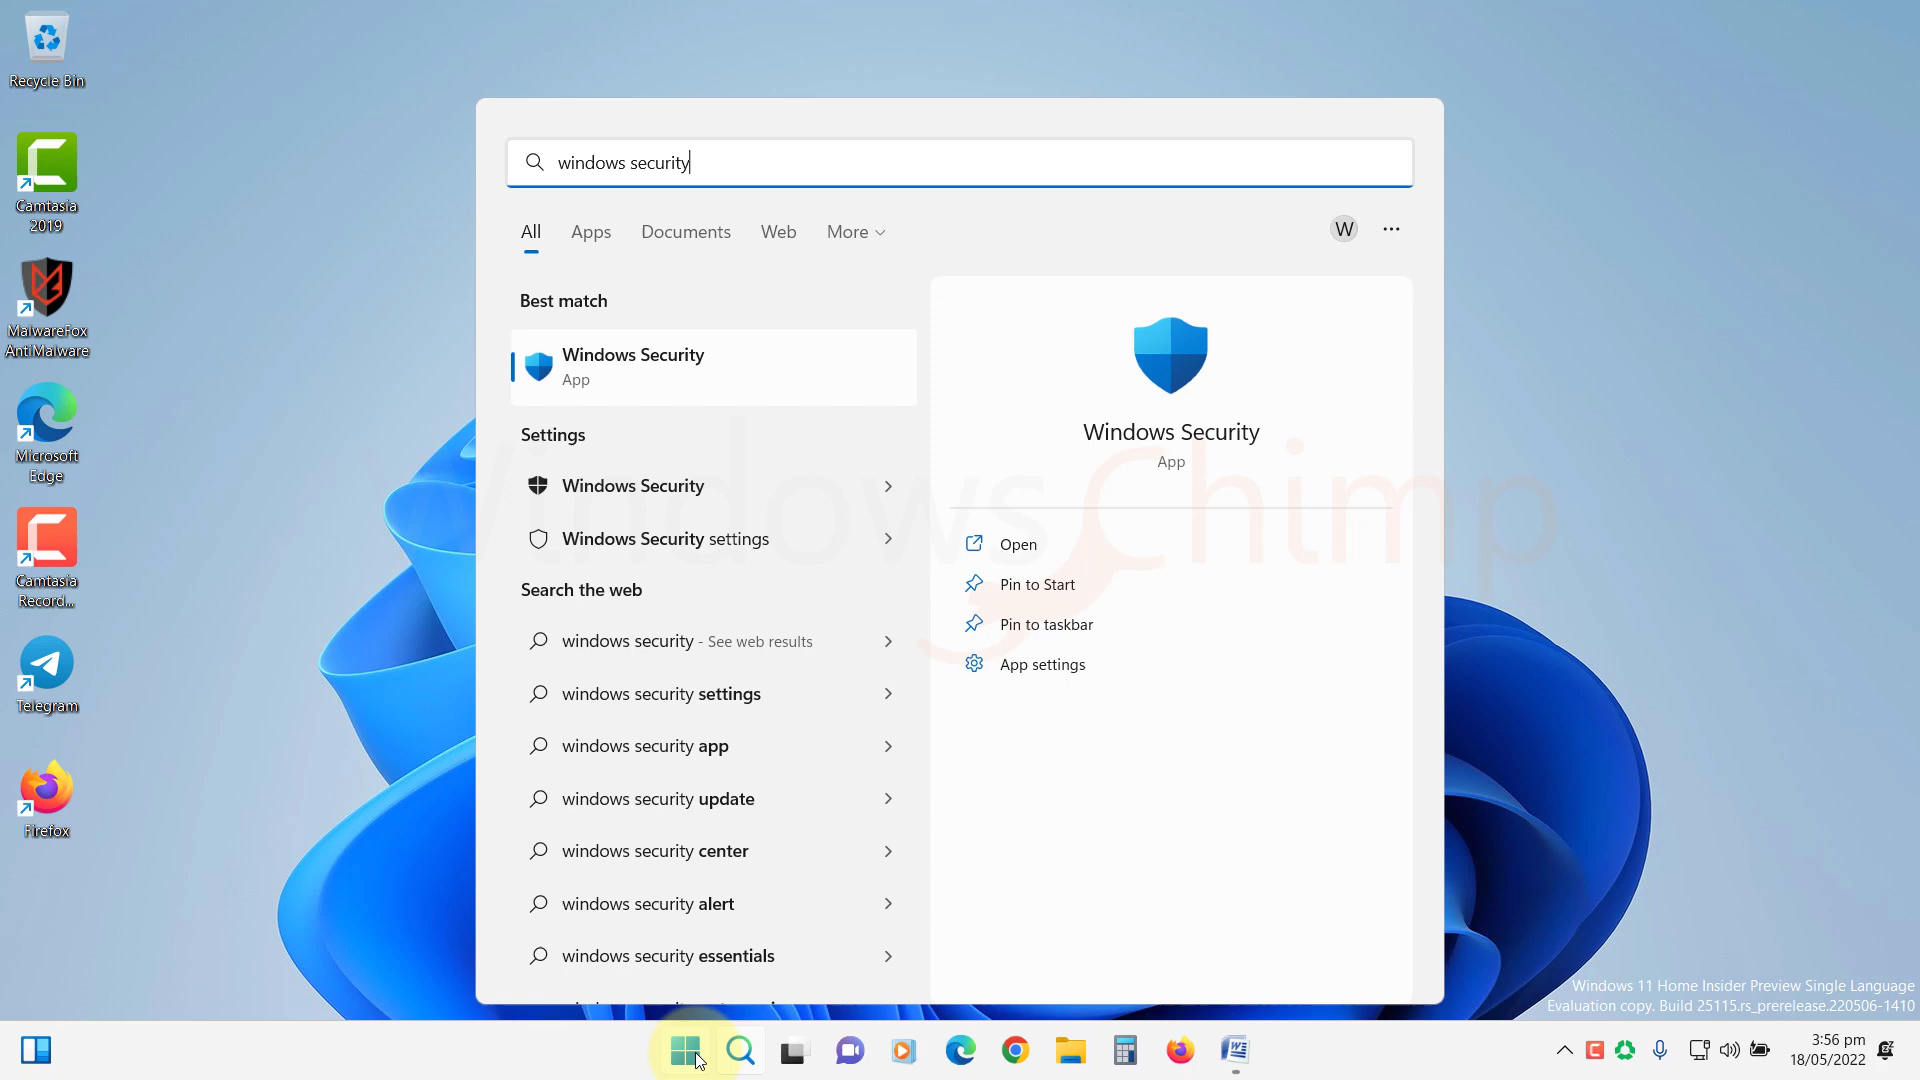 Recycle Bin
Camtasia
2019
MalwareFox
AntiMalware
Microsoft
Edge
Camtasia
Record...
Telegram
Firefox
windows security
All Apps Documents Web More
W
Best match
Windows Security
App
Settings
Windows Security
Windows Security settings
Search the web
windows security - See web results
windows security settings
windows security app
windows security update
windows security center
windows security alert
windows security essentials
Windows Security
App
Open
Pin to Start
Pin to taskbar
App settings
WindowsChimp
Windows 11 Home Insider Preview Single Language
Evaluation copy. Build 25115.rs_prerelease.220506-1410
3:56 pm
18/05/2022